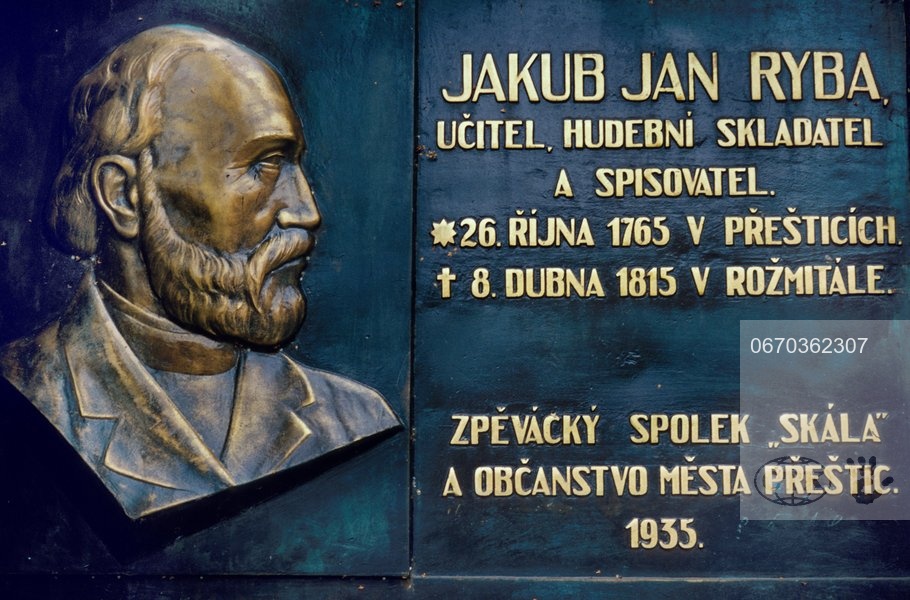 JAKUB JAN RYBA,
UČITEL, HUDEBNÍ SKLADATEL
A SPISOVATEL.
✸26. ŘÍJNA 1765 V PŘEŠTICÍCH.
✝ 8. DUBNA 1815 V ROŽMITÁLE.
0670362307
ZPĚVÁCKÝ SPOLEK „SKÁLA“
A OBČANSTVO MĚSTA PŘEŠTIC.
1935.